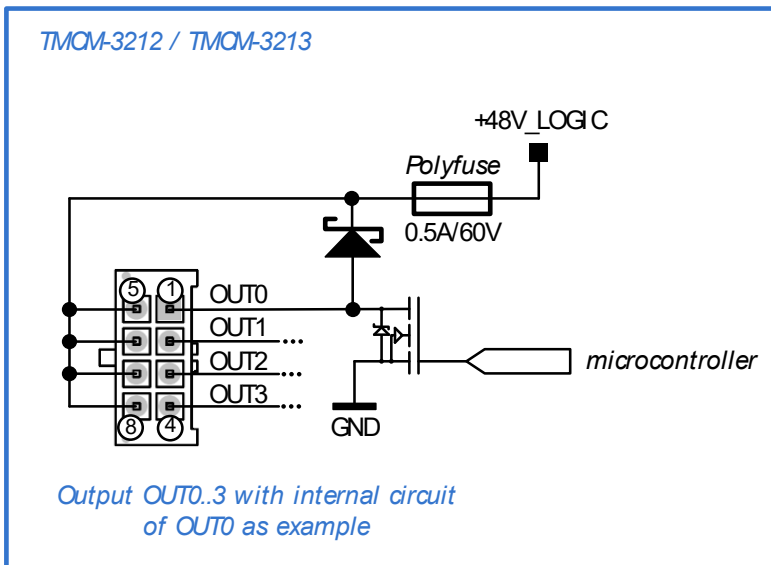 TMCM-3212 / TMCM-3213
+48V_LOGIC
Polyfuse
0.5A/60V
5
1
OUT0
OUT1
...
OUT2
...
OUT3
...
8
4
GND
microcontroller
Output OUT0..3 with internal circuit
of OUT0 as example